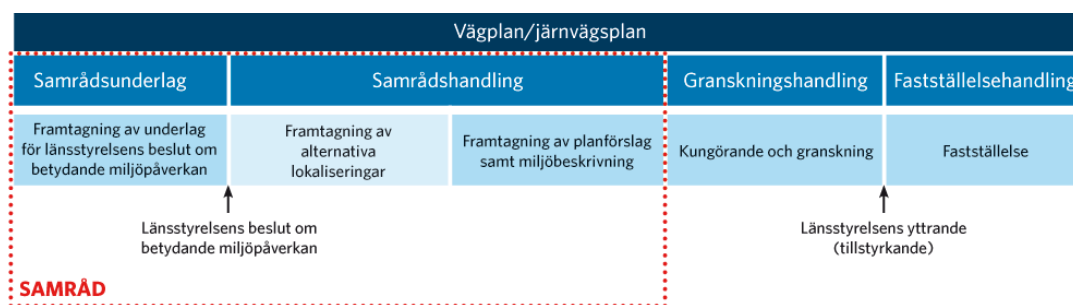 Vägplan/järnvägsplan
Samrådsunderlag
Samrådshandling
Granskningshandling
Fastställelsehandling
Framtagning av underlag
för länsstyrelsens beslut om
betydande miljöpåverkan
Framtagning av
alternativa
lokaliseringar
Framtagning av planförslag
samt miljöbeskrivning
Kungörande och granskning
Fastställelse
Länsstyrelsens beslut om
betydande miljöpåverkan
Länsstyrelsens yttrande
(tillstyrkande)
SAMRÅD